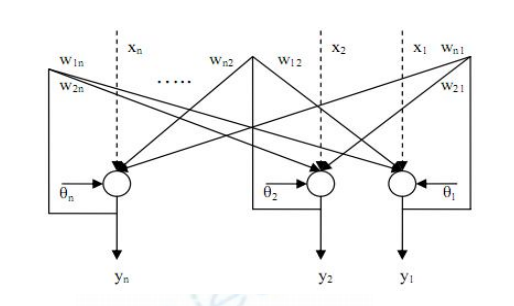 xₙ x₂ x₁ wₙ₁
w₁ₙ ..... wₙ₂ w₁₂
w₂ₙ w₂₁
θₙ θ₂ θ₁
yₙ y₂ y₁